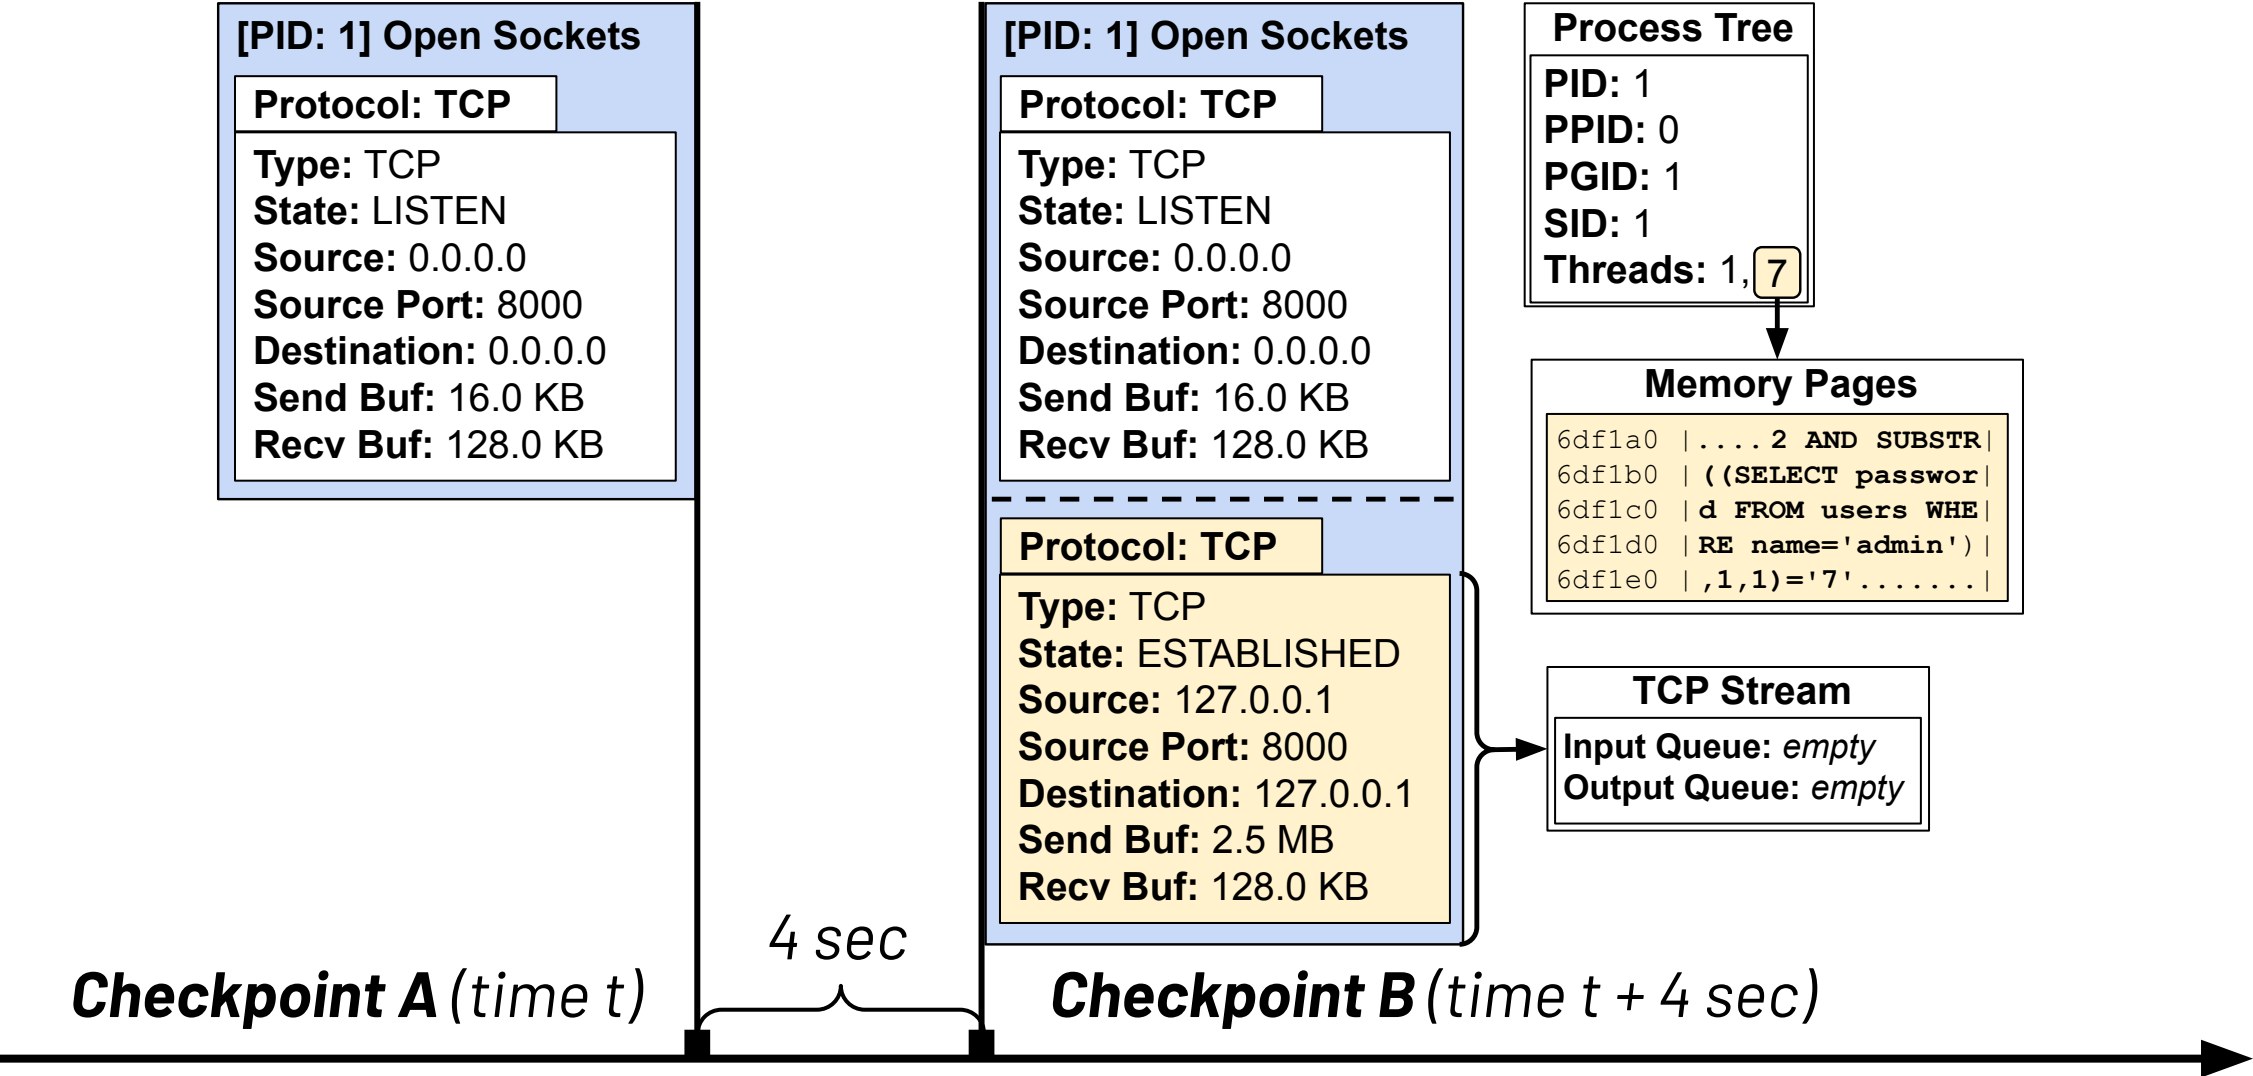 [PID: 1] Open Sockets
Protocol: TCP
Type: TCP
State: LISTEN
Source: 0.0.0.0
Source Port: 8000
Destination: 0.0.0.0
Send Buf: 16.0 KB
Recv Buf: 128.0 KB
[PID: 1] Open Sockets
Protocol: TCP
Type: TCP
State: LISTEN
Source: 0.0.0.0
Source Port: 8000
Destination: 0.0.0.0
Send Buf: 16.0 KB
Recv Buf: 128.0 KB
Protocol: TCP
Type: TCP
State: ESTABLISHED
Source: 127.0.0.1
Source Port: 8000
Destination: 127.0.0.1
Send Buf: 2.5 MB
Recv Buf: 128.0 KB
Process Tree
PID: 1
PPID: 0
PGID: 1
SID: 1
Threads: 1, 7
Memory Pages
6df1a0 |....2 AND SUBSTR|
6df1b0 |((SELECT passwor|
6df1c0 |d FROM users WHE|
6df1d0 |RE name='admin')|
6df1e0 |,1,1)='7'.......|
TCP Stream
Input Queue: empty
Output Queue: empty
4 sec
Checkpoint A (time t)
Checkpoint B (time t + 4 sec)